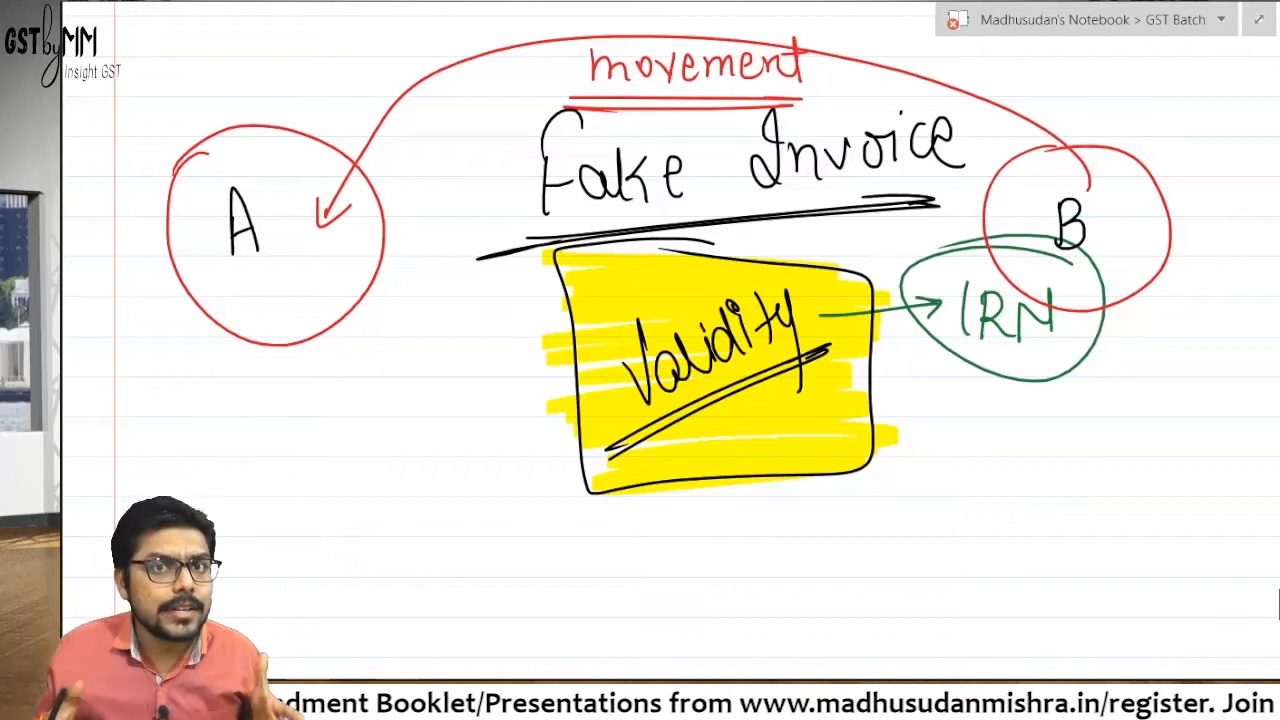 GST by MM
Insight GST
Madhusudan's Notebook > GST Batch
movement
Fake Invoice
A
B
Validity
IRN
ndment Booklet/Presentations from www.madhusudanmishra.in/register. Join